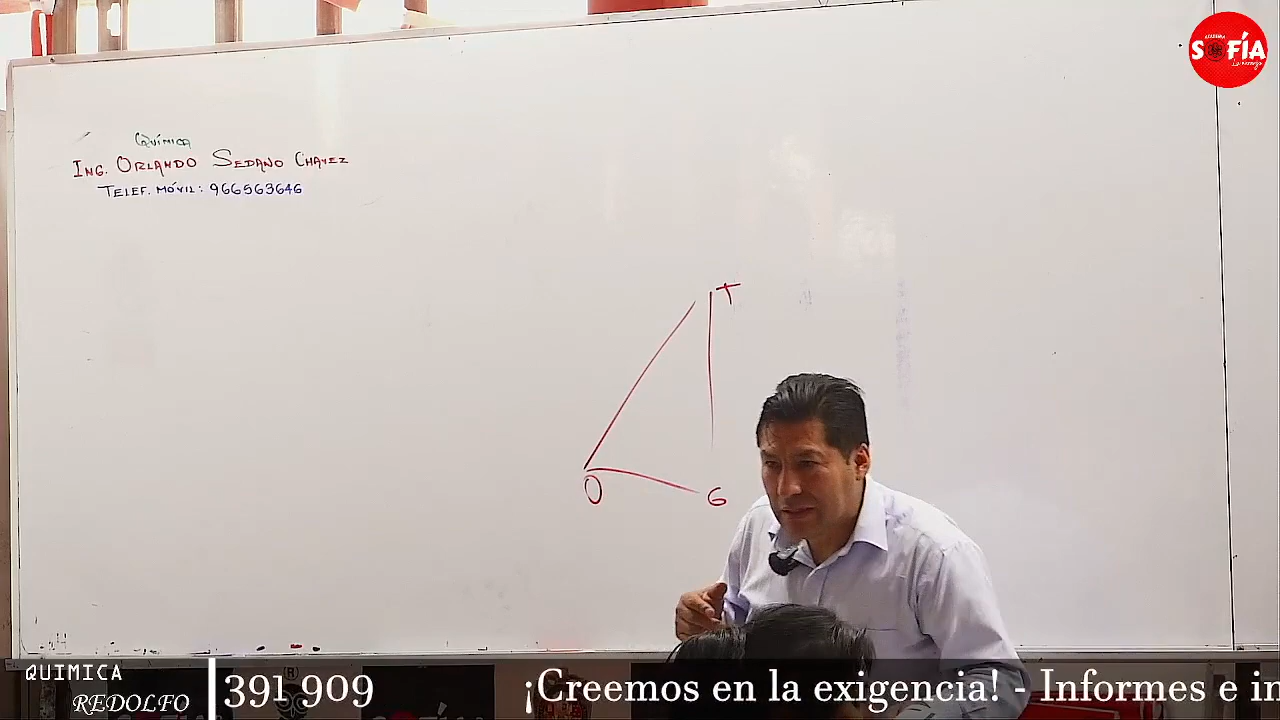 ACADEMIA
SOFÍA
QUÍMICA
ING. ORLANDO SEDANO CHAVEZ
TELEF. MÓVIL: 966563646
T
O
G
QUIMICA
REDOLFO
391 909
¡Creemos en la exigencia! - Informes e in